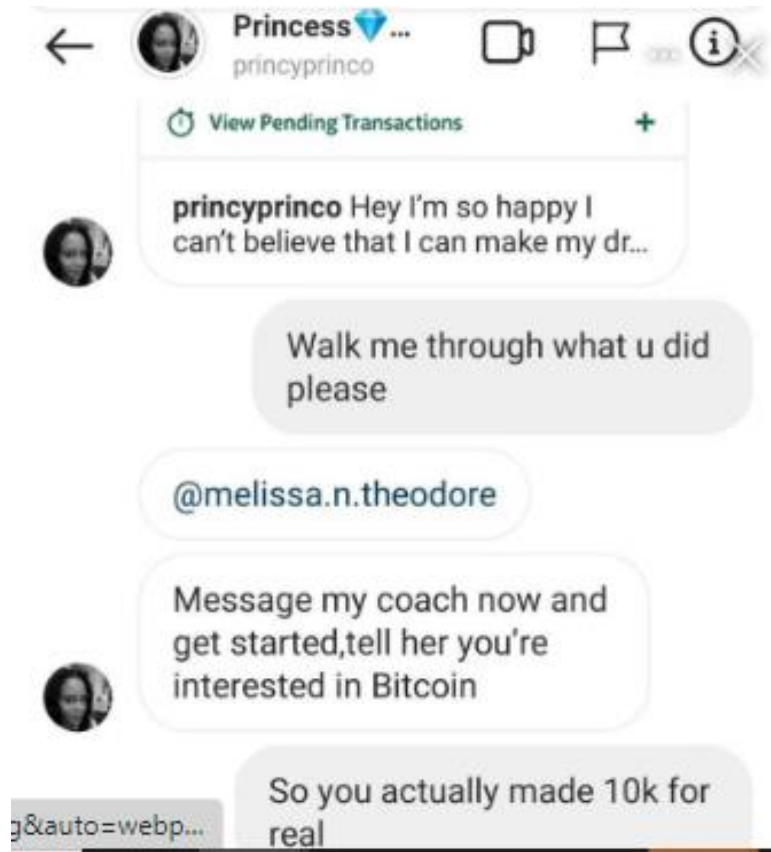 Princess💎...
princyprinco
View Pending Transactions +
princyprinco Hey I'm so happy I
can't believe that I can make my dr...
Walk me through what u did
please
@melissa.n.theodore
Message my coach now and
get started,tell her you're
interested in Bitcoin
So you actually made 10k for
real
g&auto=webp...